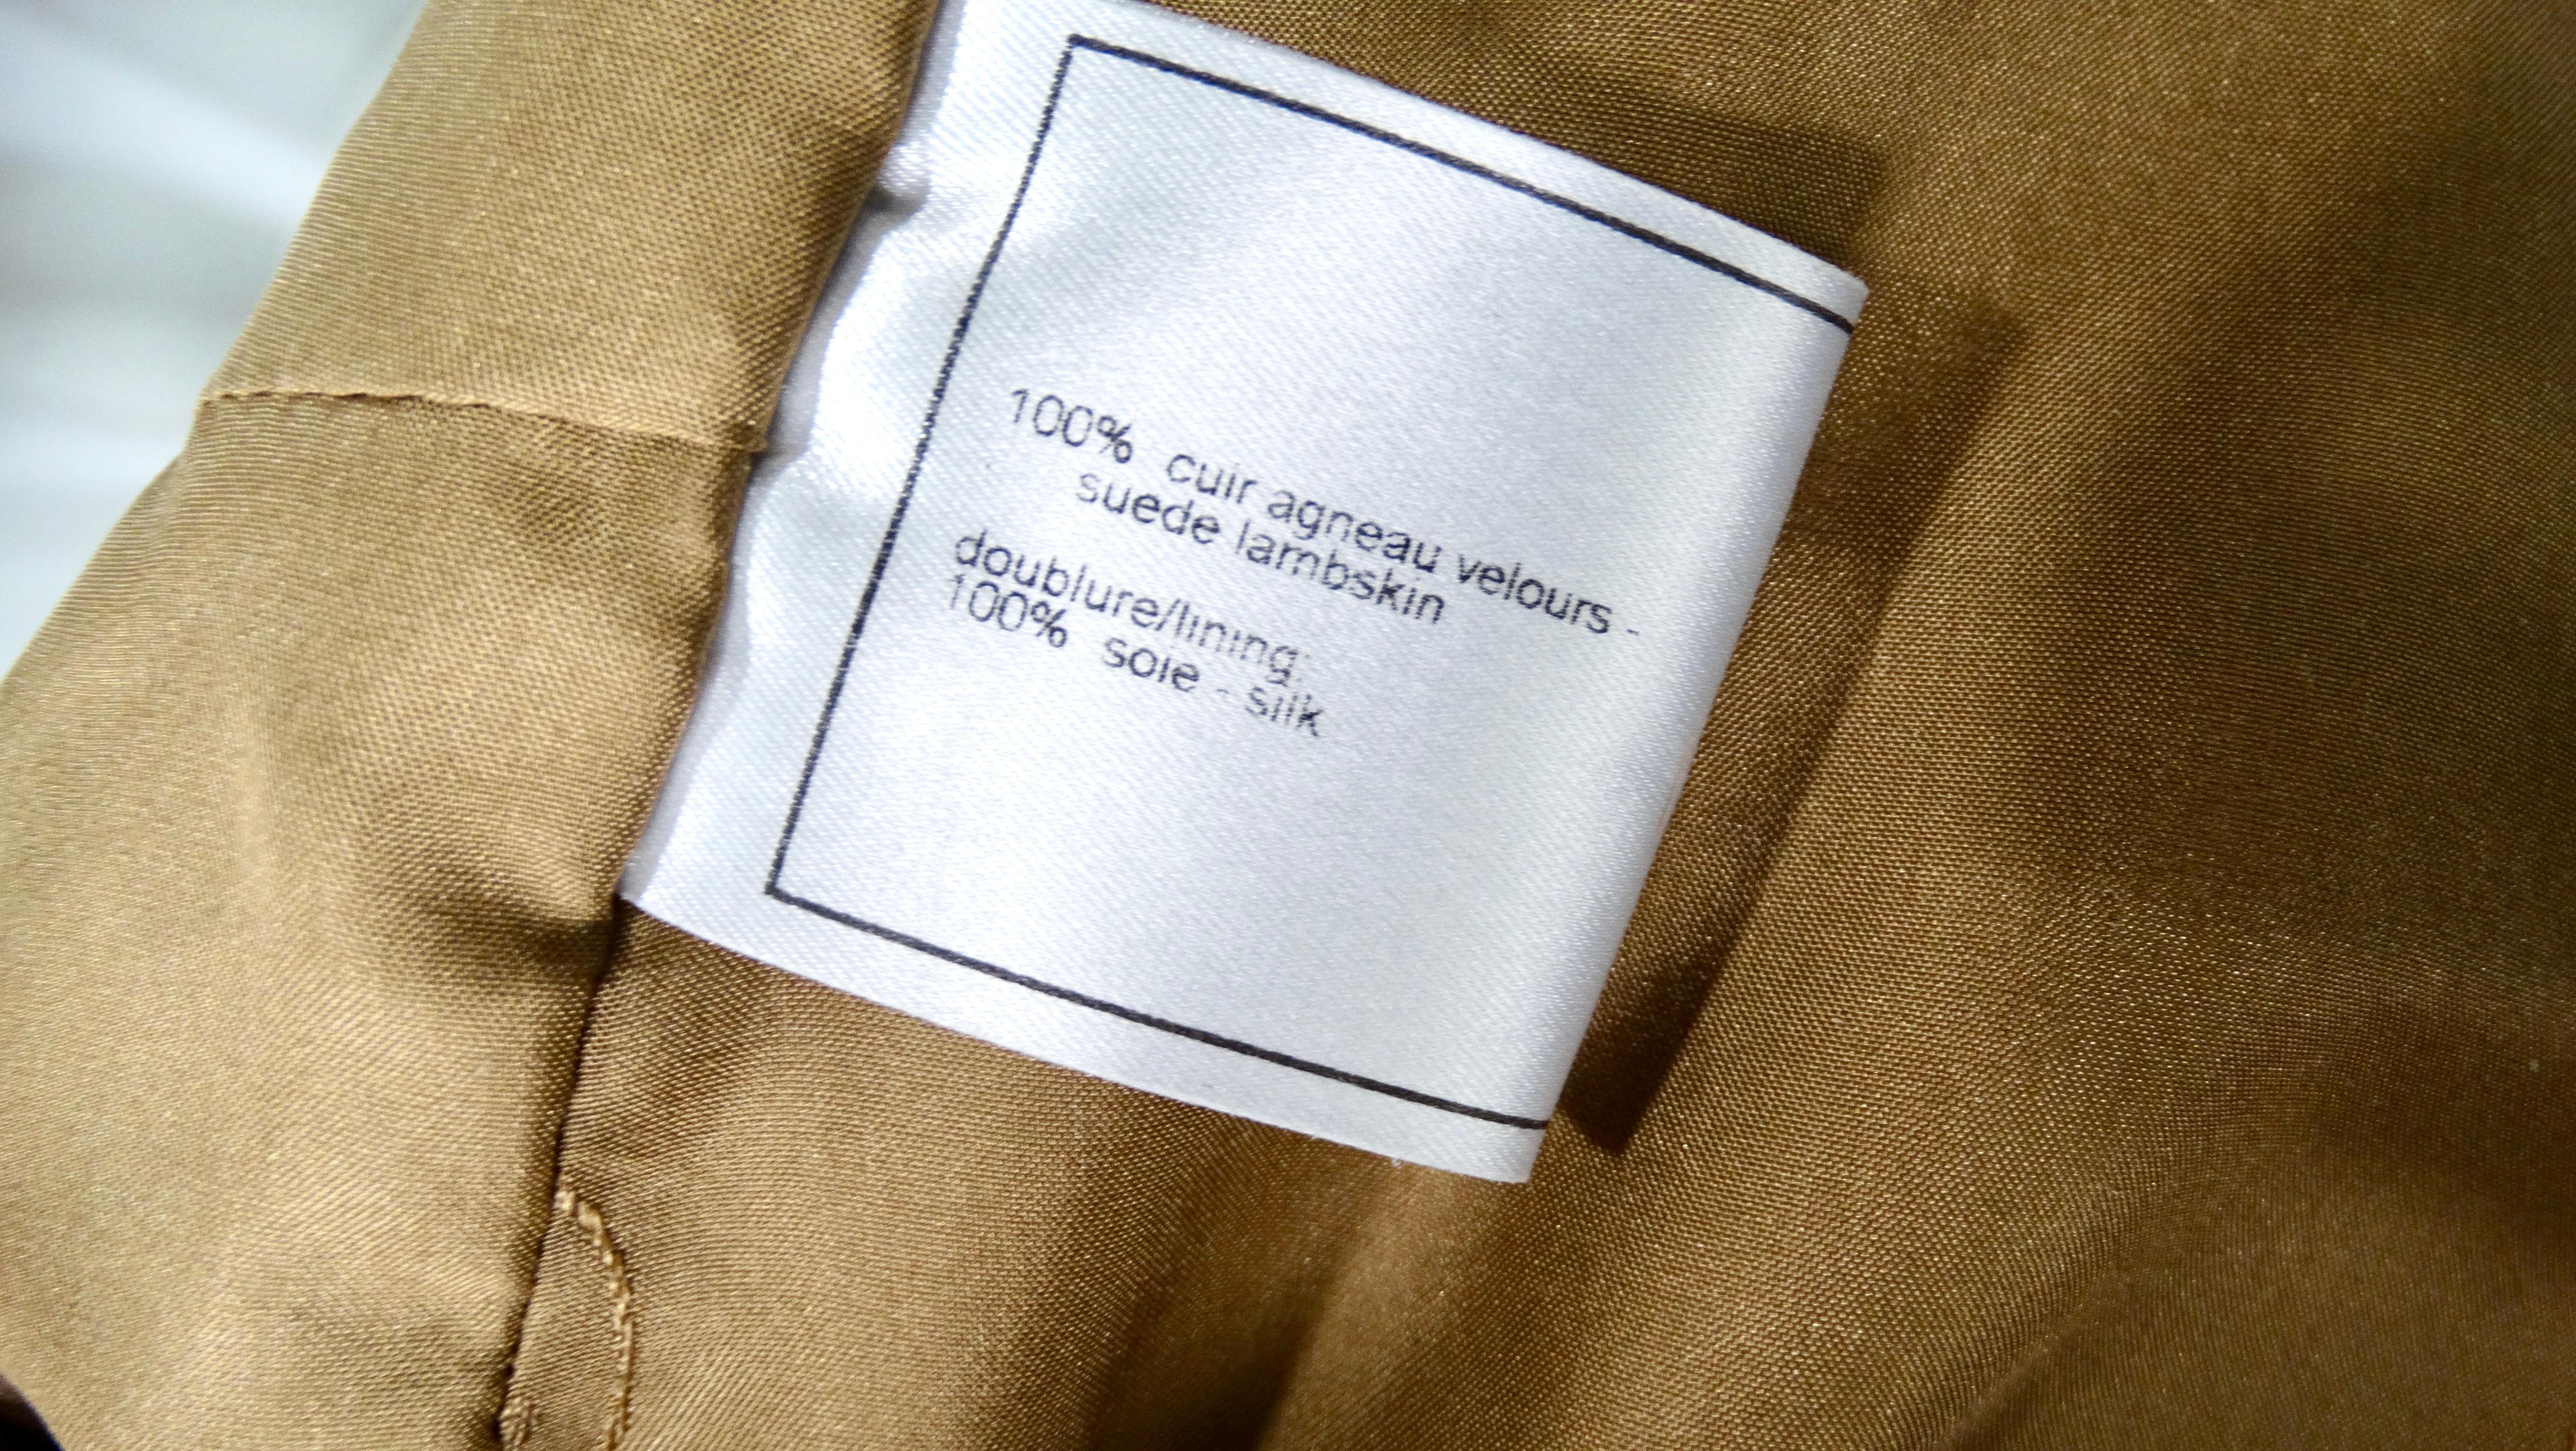 100% cuir agneau velours -
suede lambskin
doublure/lining:
100% soie - silk